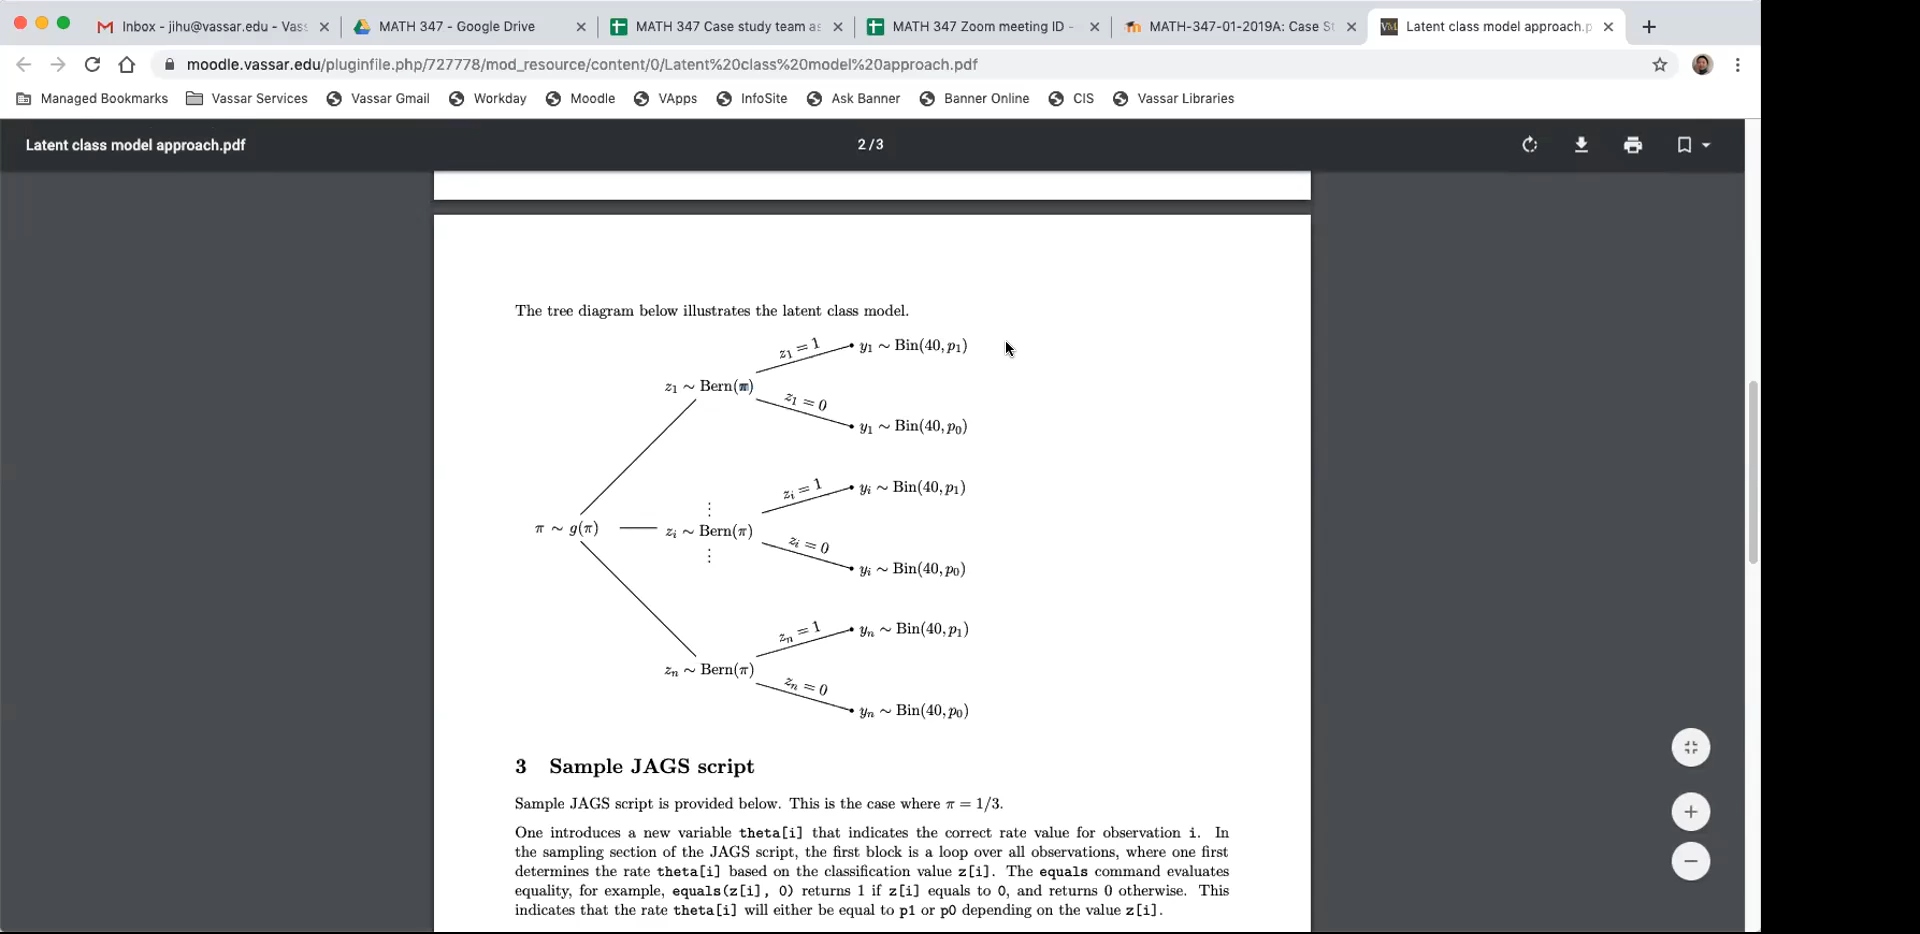 Inbox - jihu@vassar.edu - Vas
MATH 347 - Google Drive
MATH 347 Case study team as
MATH 347 Zoom meeting ID -
MATH-347-01-2019A: Case St
Latent class model approach.p
moodle.vassar.edu/pluginfile.php/727778/mod_resource/content/0/Latent%20class%20model%20approach.pdf
Managed Bookmarks
Vassar Services
Vassar Gmail
Workday
Moodle
VApps
InfoSite
Ask Banner
Banner Online
CIS
Vassar Libraries
Latent class model approach.pdf
2 / 3
The tree diagram below illustrates the latent class model.
z₁ = 1
y₁ ∼ Bin(40, p₁)
z₁ ∼ Bern(π)
z₁ = 0
y₁ ∼ Bin(40, p₀)
zᵢ = 1
yᵢ ∼ Bin(40, p₁)
⋮
π ∼ g(π)
zᵢ ∼ Bern(π)
zᵢ = 0
⋮
yᵢ ∼ Bin(40, p₀)
zₙ = 1
yₙ ∼ Bin(40, p₁)
zₙ ∼ Bern(π)
zₙ = 0
yₙ ∼ Bin(40, p₀)
3 Sample JAGS script
Sample JAGS script is provided below. This is the case where π = 1/3.
One introduces a new variable theta[i] that indicates the correct rate value for observation i. In
the sampling section of the JAGS script, the first block is a loop over all observations, where one first
determines the rate theta[i] based on the classification value z[i]. The equals command evaluates
equality, for example, equals(z[i], 0) returns 1 if z[i] equals to 0, and returns 0 otherwise. This
indicates that the rate theta[i] will either be equal to p1 or p0 depending on the value z[i].